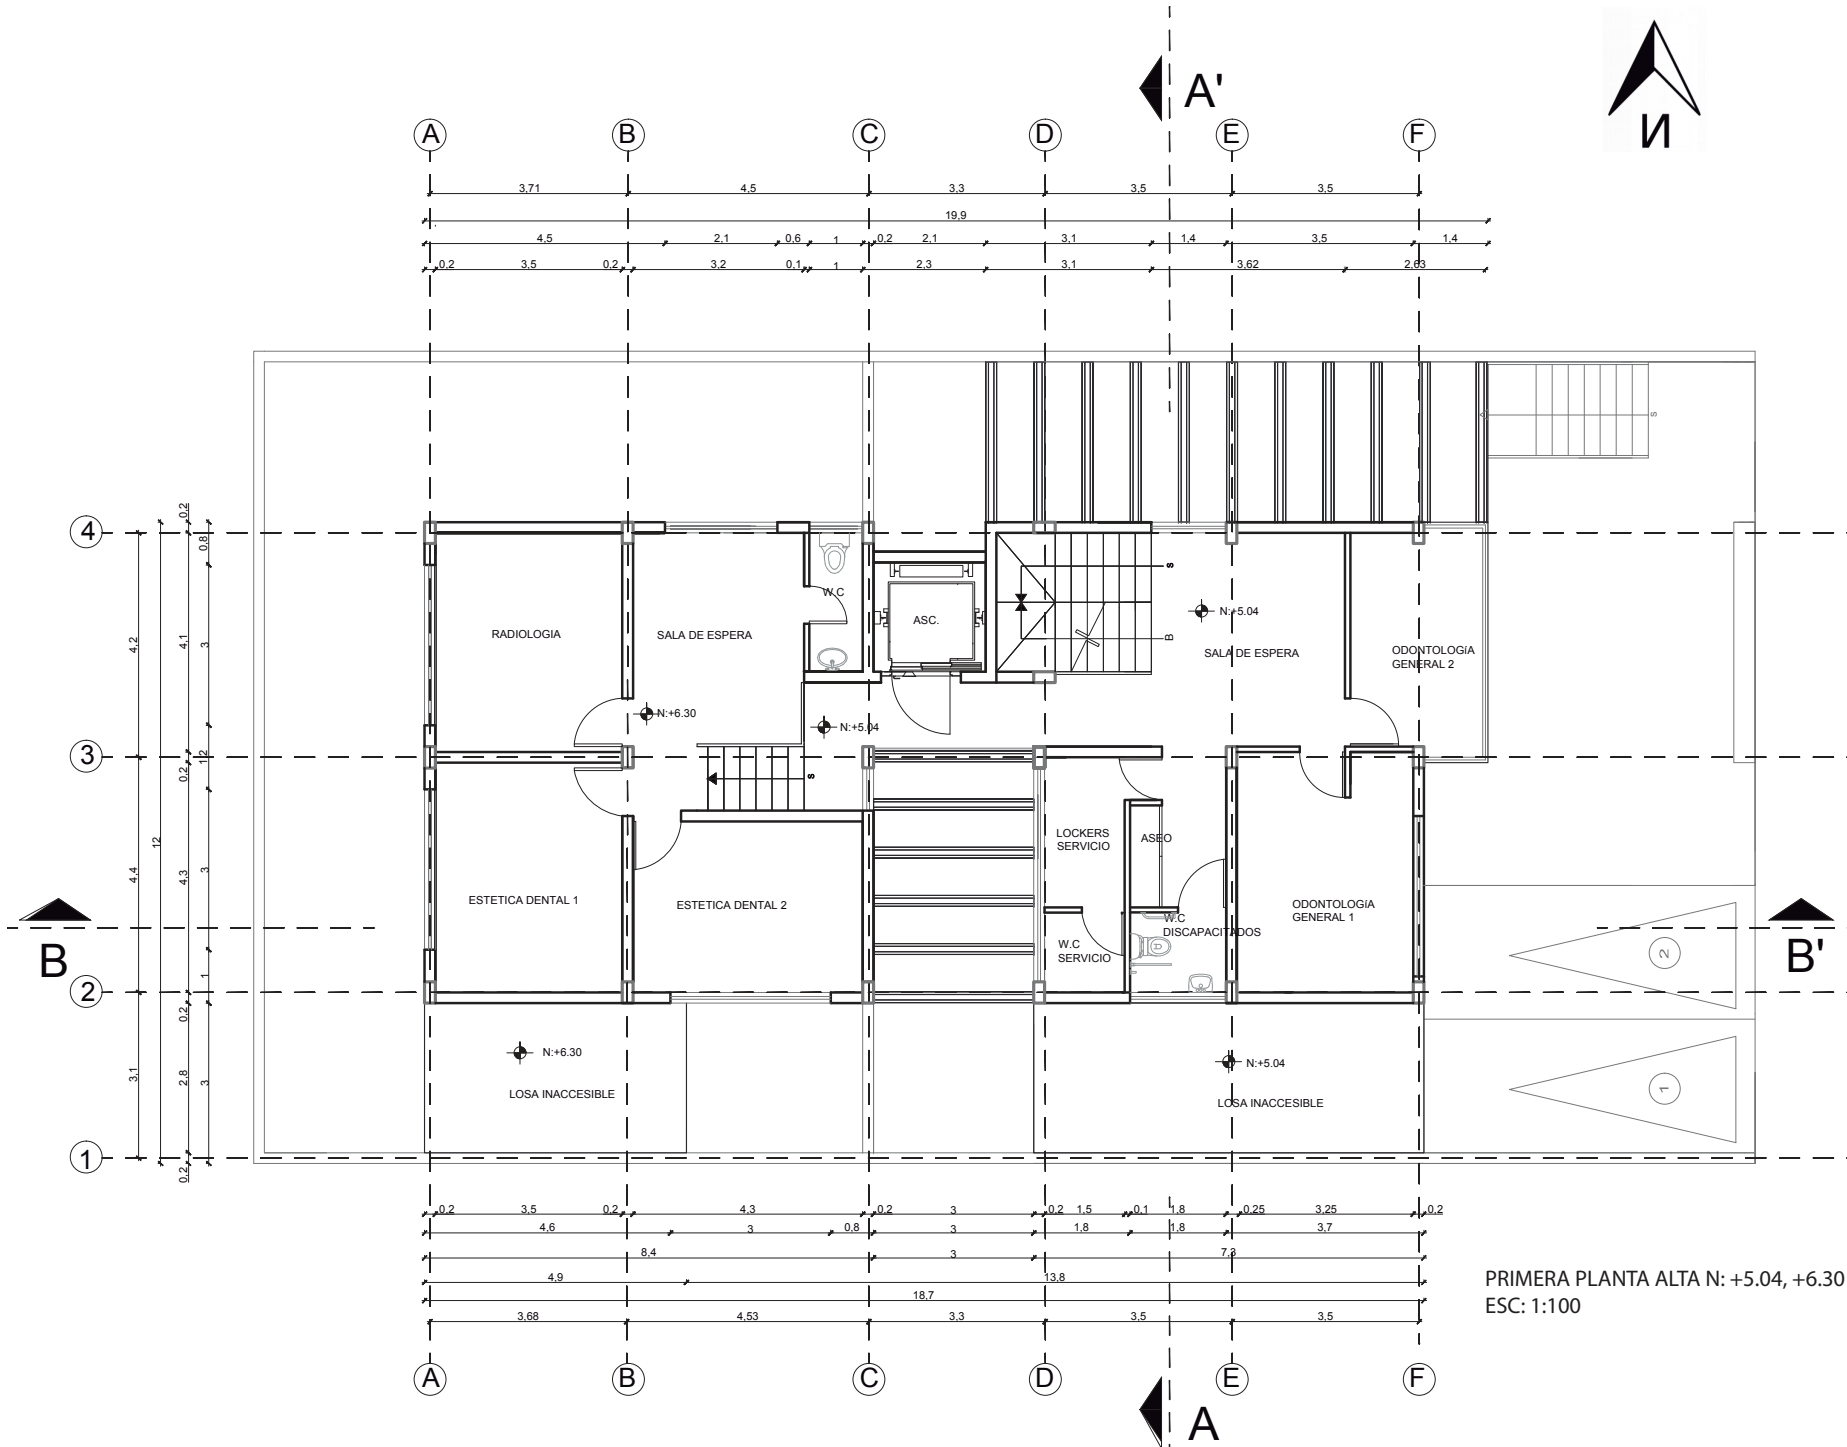 A'
И
A B C D E F
3,71 4,5 3,3 3,5 3,5
19,9
4,5 2,1 0,6 1 0,2 2,1 3,1 1,4 3,5 1,4
0,2 3,5 0,2 3,2 0,1 1 2,3 3,1 3,62 2,63
4
3
2
1
0,2 4,1 0,2 4,3 0,2 2,8 0,2
0,8 3 1,2 3 1 3
4,2 4,4 3,1
12
S
W.C
ASC.
S
B
N:+5.04
RADIOLOGIA
SALA DE ESPERA
SALA DE ESPERA
ODONTOLOGíA
GENERAL 2
N:+6.30
N:+5.04
S
LOCKERS
SERVICIO
ASEO
ESTETICA DENTAL 1
ESTETICA DENTAL 2
ODONTOLOGíA
GENERAL 1
W.C
DISCAPACITADOS
W.C
SERVICIO
B
B'
2
1
N:+6.30
LOSA INACCESIBLE
N:+5.04
LOSA INACCESIBLE
0,2 3,5 0,2 4,3 0,2 3 0,2 1,5 0,1 1,8 0,25 3,25 0,2
4,6 3 0,8 3 1,8 1,8 3,7
8,4 3 7,3
4,9 13,8
18,7
3,68 4,53 3,3 3,5 3,5
A B C D E F
A
PRIMERA PLANTA ALTA N: +5.04, +6.30
ESC: 1:100